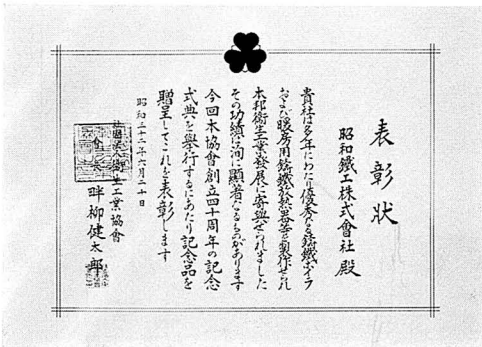 表彰状
昭和鐵工株式會社殿
貴社は多年にわたり優秀なる鋳鐵ボイラ
および暖房用鋳鐵放熱器等を製作せられ
本邦衛生工業発展に寄與せられました
その功績は洵に顕著なるものがあります
今回本協會創立四十周年の記念
式典を挙行するにあたり記念品を
贈呈してこれを表彰します
昭和三十二年六月二十日
社團法人衛生工業協會
會長 畔柳健太郎